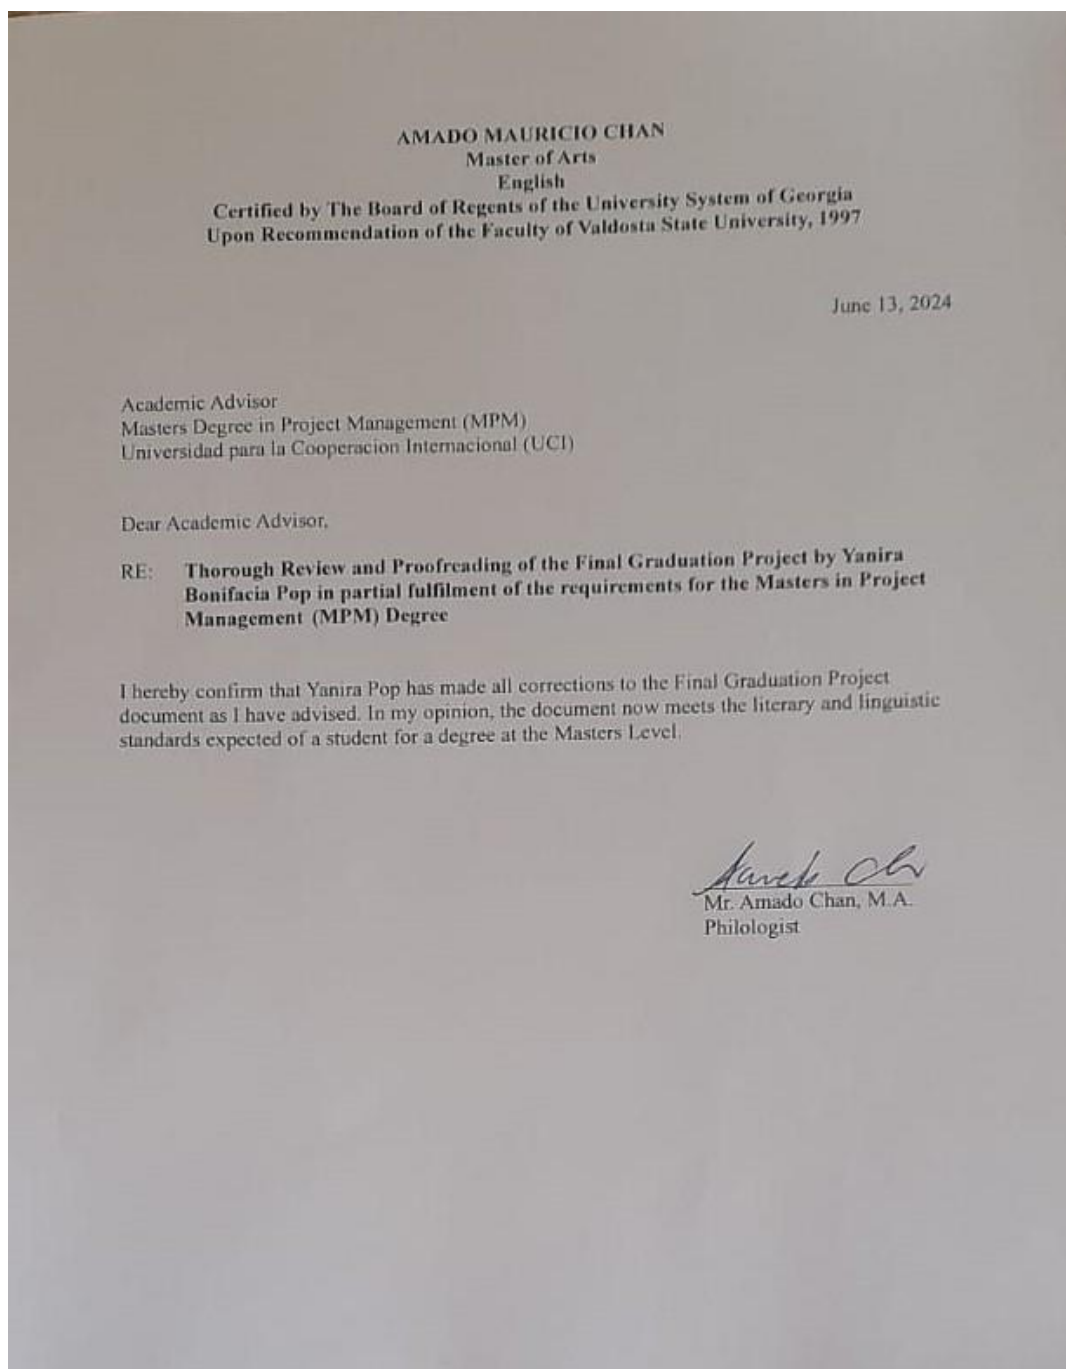 AMADO MAURICIO CHAN
Master of Arts
English
Certified by The Board of Regents of the University System of Georgia
Upon Recommendation of the Faculty of Valdosta State University, 1997
June 13, 2024
Academic Advisor
Masters Degree in Project Management (MPM)
Universidad para la Cooperacion Internacional (UCI)
Dear Academic Advisor,
RE: Thorough Review and Proofreading of the Final Graduation Project by Yanira
Bonifacia Pop in partial fulfilment of the requirements for the Masters in Project
Management (MPM) Degree
I hereby confirm that Yanira Pop has made all corrections to the Final Graduation Project
document as I have advised. In my opinion, the document now meets the literary and linguistic
standards expected of a student for a degree at the Masters Level.
Mr. Amado Chan, M.A.
Philologist